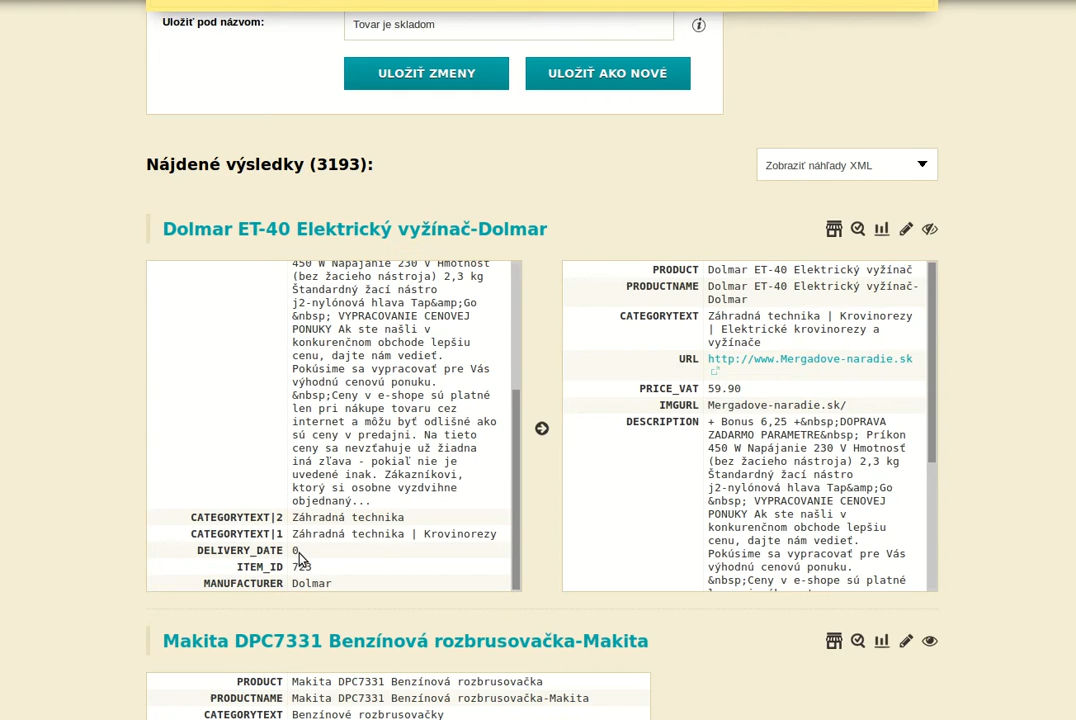 Uložiť pod názvom:
Tovar je skladom
i
ULOŽIŤ ZMENY
ULOŽIŤ AKO NOVÉ
Nájdené výsledky (3193):
Zobraziť náhľady XML
Dolmar ET-40 Elektrický vyžínač-Dolmar
450 W Napájanie 230 V Hmotnosť
(bez žacieho nástroja) 2,3 kg
Štandardný žací nástro
j2-nylónová hlava Tap&amp;Go
&nbsp; VYPRACOVANIE CENOVEJ
PONUKY Ak ste našli v
konkurenčnom obchode lepšiu
cenu, dajte nám vedieť.
Pokúsime sa vypracovať pre Vás
výhodnú cenovú ponuku.
&nbsp;Ceny v e-shope sú platné
len pri nákupe tovaru cez
internet a môžu byť odlišné ako
sú ceny v predajni. Na tieto
ceny sa nevzťahuje už žiadna
iná zľava - pokiaľ nie je
uvedené inak. Zákazníkovi,
ktorý si osobne vyzdvihne
objednaný...
CATEGORYTEXT|2 Záhradná technika
CATEGORYTEXT|1 Záhradná technika | Krovinorezy
DELIVERY_DATE 0
ITEM_ID 723
MANUFACTURER Dolmar
PRODUCT Dolmar ET-40 Elektrický vyžínač
PRODUCTNAME Dolmar ET-40 Elektrický vyžínač-
Dolmar
CATEGORYTEXT Záhradná technika | Krovinorezy
| Elektrické krovinorezy a
vyžínače
URL http://www.Mergadove-naradie.sk
PRICE_VAT 59.90
IMGURL Mergadove-naradie.sk/
DESCRIPTION + Bonus 6,25 +&nbsp;DOPRAVA
ZADARMO PARAMETRE&nbsp; Príkon
450 W Napájanie 230 V Hmotnosť
(bez žacieho nástroja) 2,3 kg
Štandardný žací nástro
j2-nylónová hlava Tap&amp;Go
&nbsp; VYPRACOVANIE CENOVEJ
PONUKY Ak ste našli v
konkurenčnom obchode lepšiu
cenu, dajte nám vedieť.
Pokúsime sa vypracovať pre Vás
výhodnú cenovú ponuku.
&nbsp;Ceny v e-shope sú platné
Makita DPC7331 Benzínová rozbrusovačka-Makita
PRODUCT Makita DPC7331 Benzínová rozbrusovačka
PRODUCTNAME Makita DPC7331 Benzínová rozbrusovačka-Makita
CATEGORYTEXT Benzínové rozbrusovačky